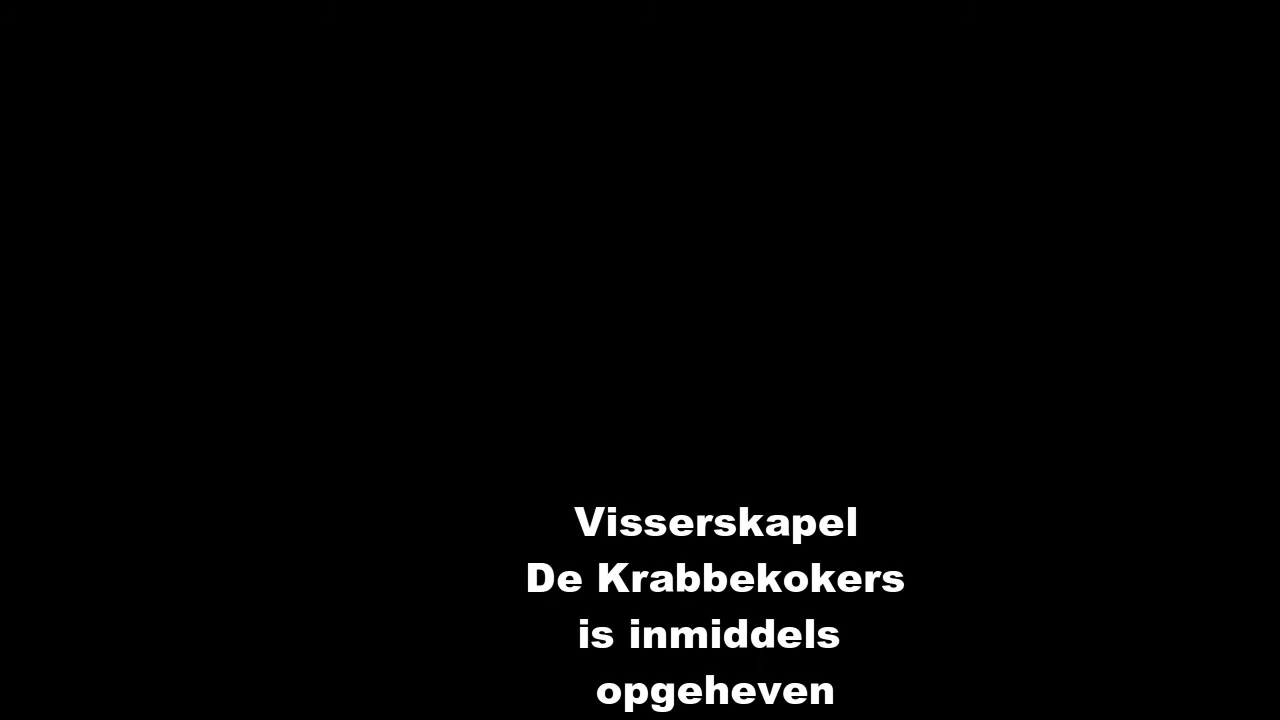 Visserskapel
De Krabbekokers
is inmiddels
opgeheven